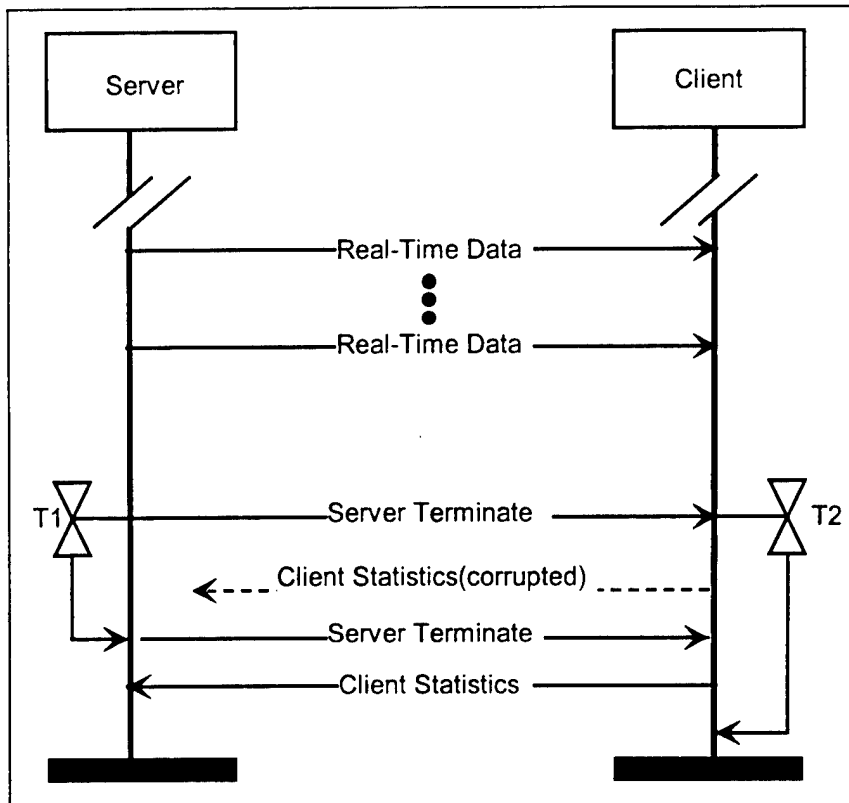 Server
Client
Real-Time Data
Real-Time Data
T1
Server Terminate
T2
Client Statistics(corrupted)
Server Terminate
Client Statistics